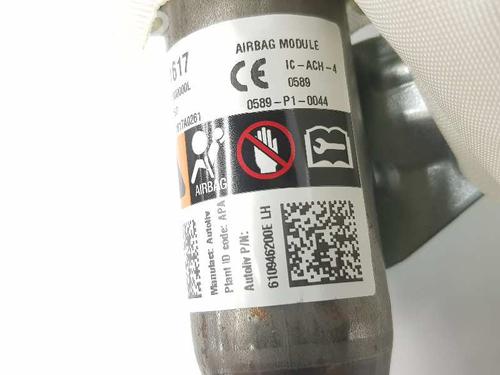 AIRBAG MODULE
IC-ACH-4
CE
0589
0589-P1-0044
AIRBAG
Manufact: Autoliv
Plant ID code: APA
Autoliv P/N:
610946200E LH